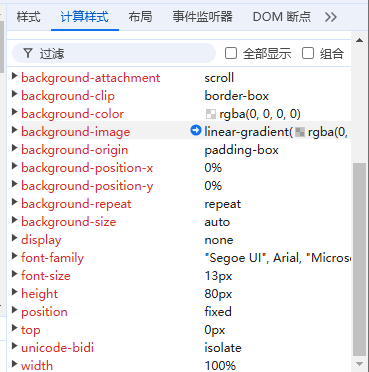 样式 计算样式 布局 事件监听器 DOM 断点
过滤 全部显示 组合
background-attachment scroll
background-clip border-box
background-color rgba(0, 0, 0, 0)
background-image linear-gradient( rgba(0,
background-origin padding-box
background-position-x 0%
background-position-y 0%
background-repeat repeat
background-size auto
display none
font-family "Segoe UI", Arial, "Microso
font-size 13px
height 80px
position fixed
top 0px
unicode-bidi isolate
width 100%